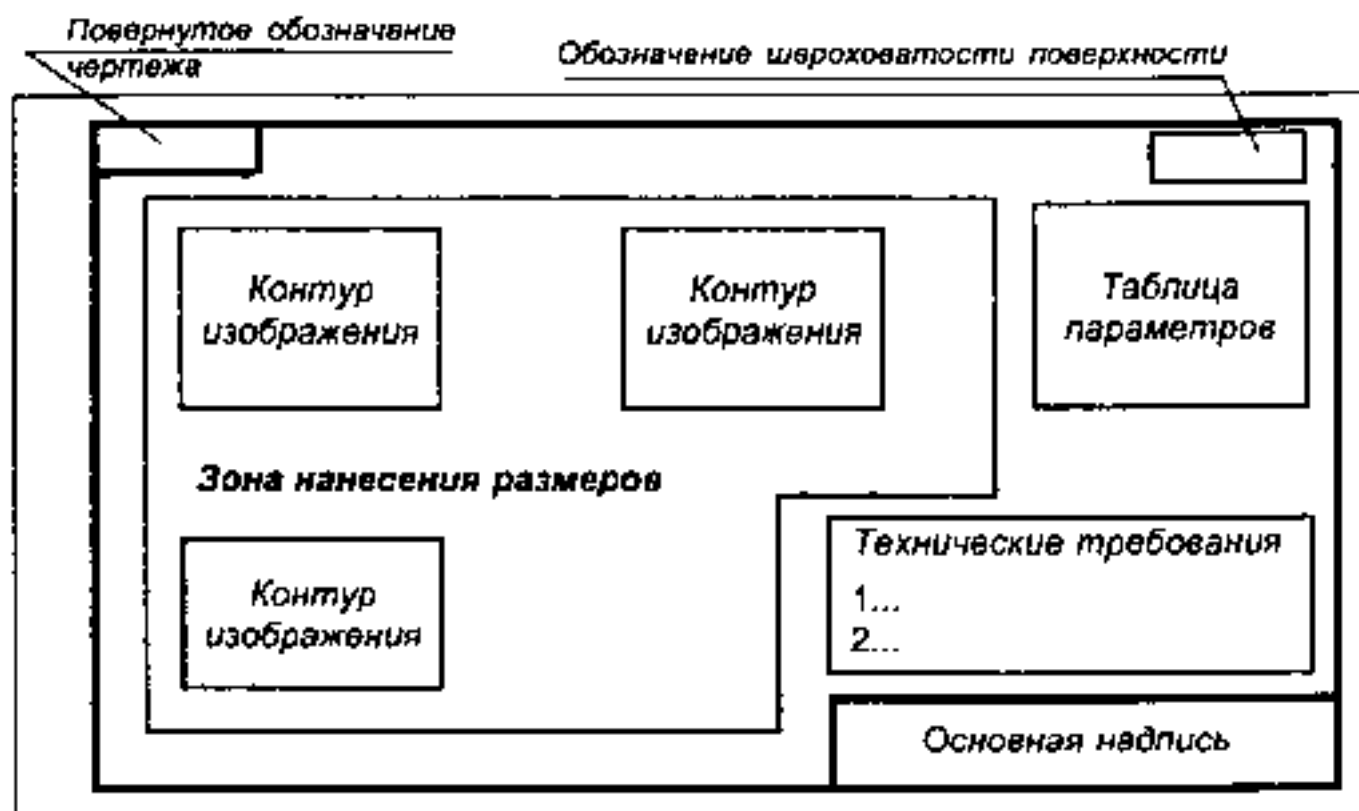 Повернутое обозначание
чертежа
Обозначение шероховатости поверхности
Контур
изображения
Контур
изображения
Таблица
параметров
Зона нанесения размеров
Контур
изображения
Технические требования
1...
2...
Основная надпись